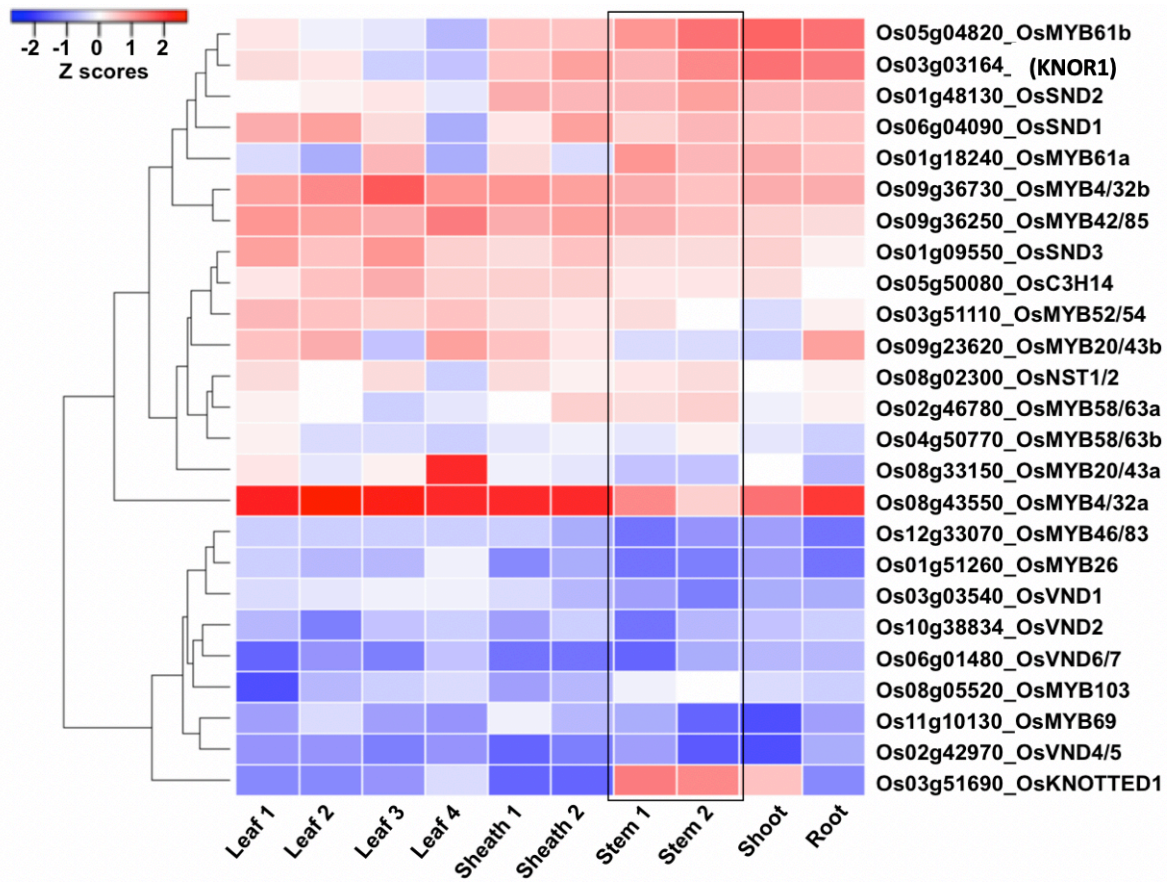 -2 -1 0 1 2
Z scores
Os05g04820_OsMYB61b
Os03g03164_ (KNOR1)
Os01g48130_OsSND2
Os06g04090_OsSND1
Os01g18240_OsMYB61a
Os09g36730_OsMYB4/32b
Os09g36250_OsMYB42/85
Os01g09550_OsSND3
Os05g50080_OsC3H14
Os03g51110_OsMYB52/54
Os09g23620_OsMYB20/43b
Os08g02300_OsNST1/2
Os02g46780_OsMYB58/63a
Os04g50770_OsMYB58/63b
Os08g33150_OsMYB20/43a
Os08g43550_OsMYB4/32a
Os12g33070_OsMYB46/83
Os01g51260_OsMYB26
Os03g03540_OsVND1
Os10g38834_OsVND2
Os06g01480_OsVND6/7
Os08g05520_OsMYB103
Os11g10130_OsMYB69
Os02g42970_OsVND4/5
Os03g51690_OsKNOTTED1
Leaf 1
Leaf 2
Leaf 3
Leaf 4
Sheath 1
Sheath 2
Stem 1
Stem 2
Shoot
Root